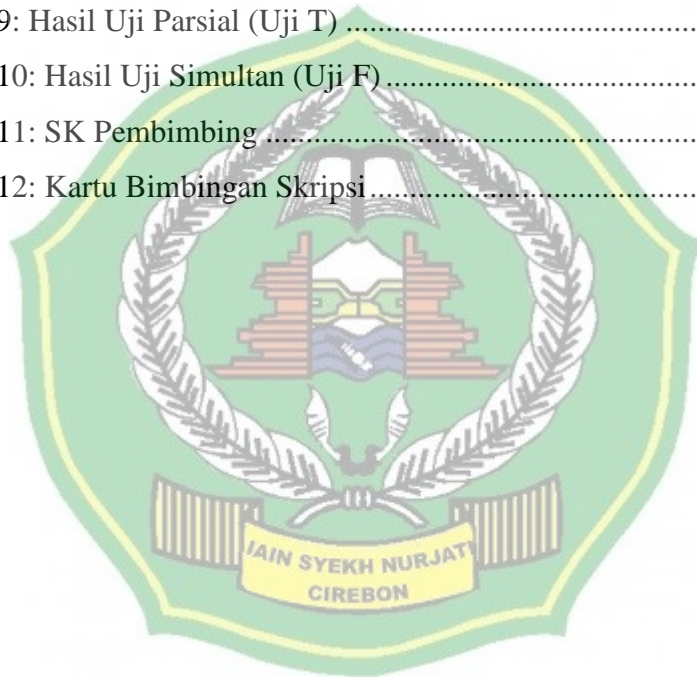 9: Hasil Uji Parsial (Uji T) ......................................................
10: Hasil Uji Simultan (Uji F) ................................................
11: SK Pembimbing ..................................................................
12: Kartu Bimbingan Skripsi ...................................................
IAIN SYEKH NURJATI
CIREBON